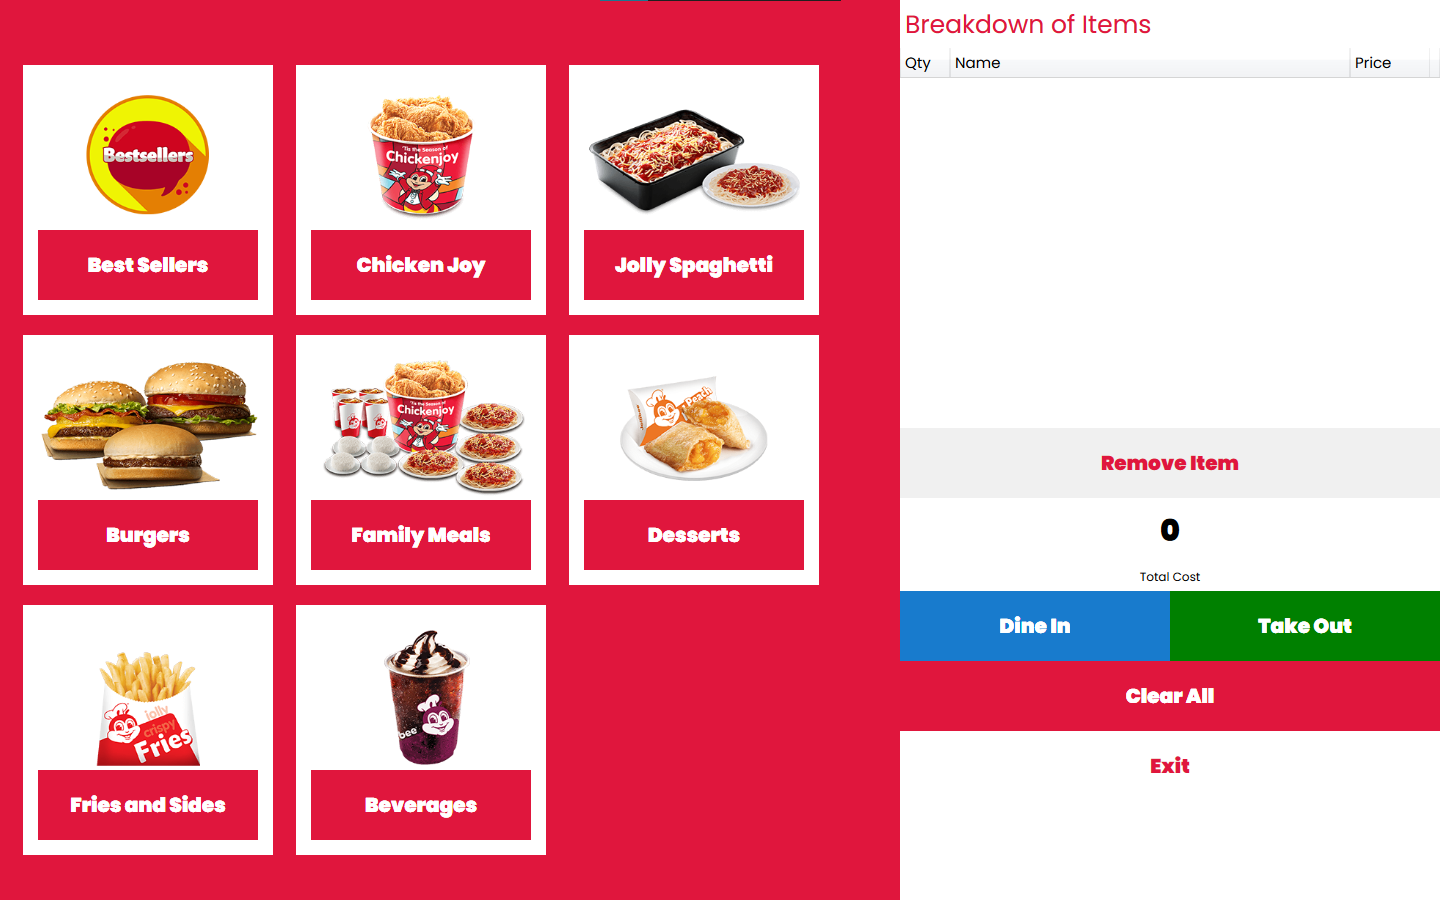 Bestsellers
Best Sellers
'Tis the Season of
Chickenjoy
Chicken Joy
Jolly Spaghetti
Burgers
'Tis the Season of
Chickenjoy
Family Meals
Peach
Desserts
jolly
crispy
Fries
Fries and Sides
bee
Beverages
Breakdown of Items
Qty Name Price
Remove Item
0
Total Cost
Dine In Take Out
Clear All
Exit